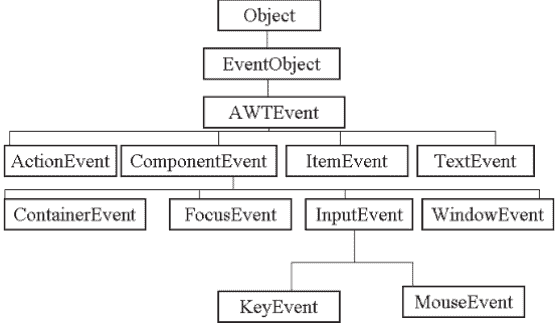 Object
EventObject
AWTEvent
ActionEvent ComponentEvent ItemEvent TextEvent
ContainerEvent FocusEvent InputEvent WindowEvent
KeyEvent MouseEvent